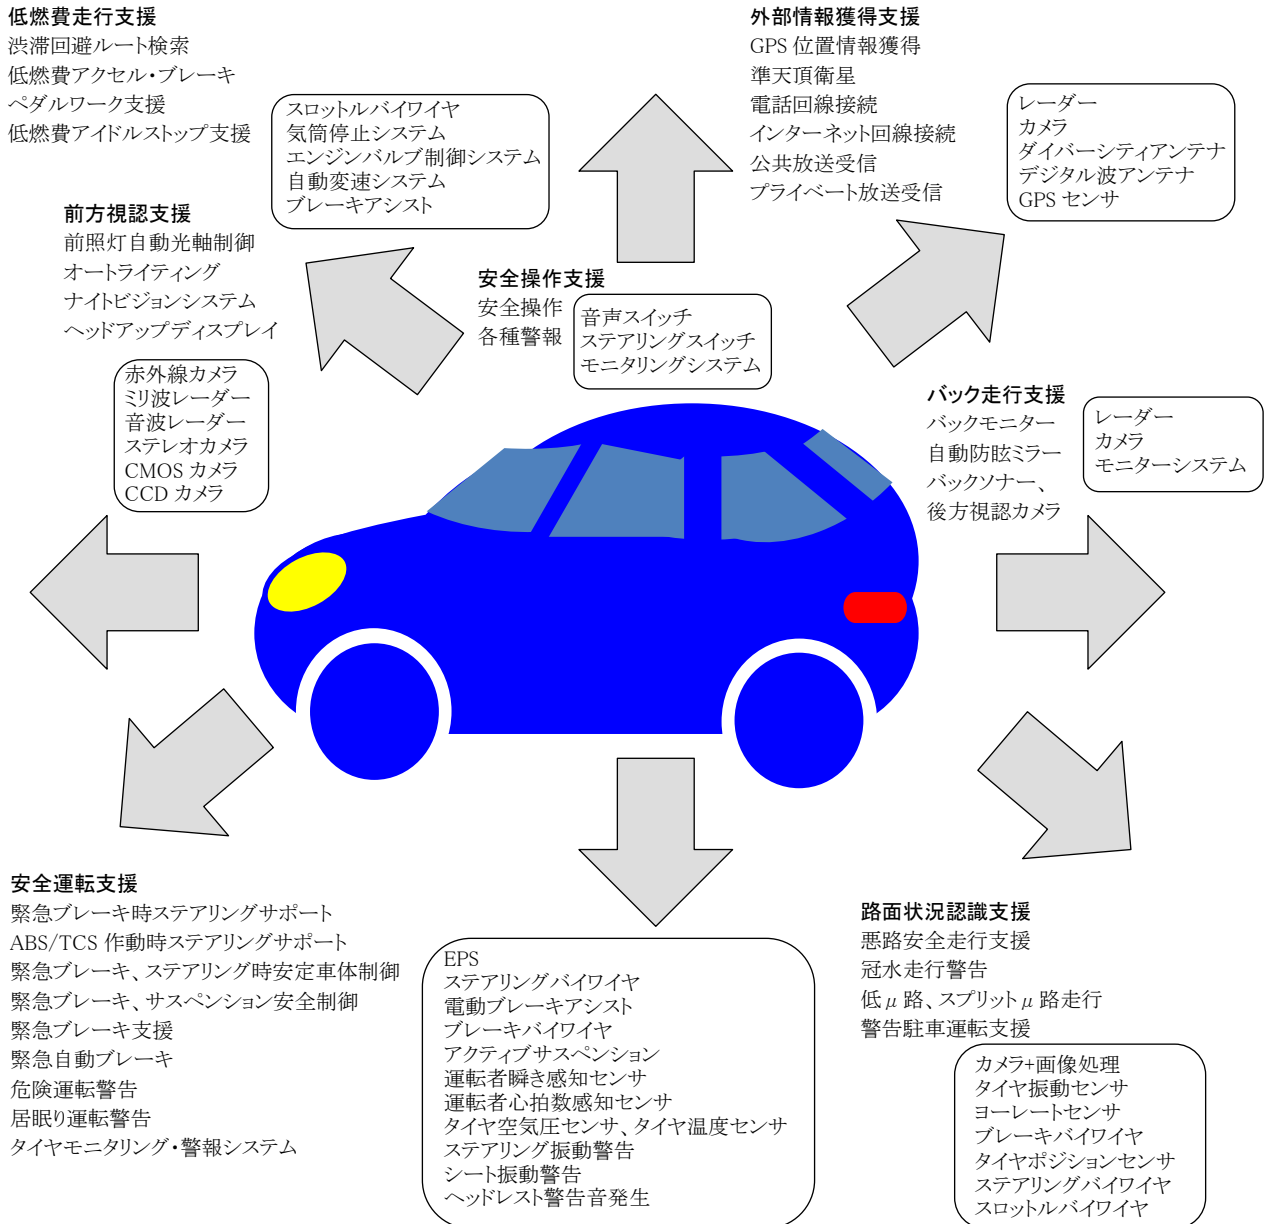 低燃費走行支援
渋滞回避ルート検索
低燃費アクセル・ブレーキ
ペダルワーク支援
低燃費アイドルストップ支援
スロットルバイワイヤ
気筒停止システム
エンジンバルブ制御システム
自動変速システム
ブレーキアシスト
外部情報獲得支援
GPS 位置情報獲得
準天頂衛星
電話回線接続
インターネット回線接続
公共放送受信
プライベート放送受信
レーダー
カメラ
ダイバーシティアンテナ
デジタル波アンテナ
GPS センサ
前方視認支援
前照灯自動光軸制御
オートライティング
ナイトビジョンシステム
ヘッドアップディスプレイ
赤外線カメラ
ミリ波レーダー
音波レーダー
ステレオカメラ
CMOS カメラ
CCD カメラ
安全操作支援
安全操作
各種警報
音声スイッチ
ステアリングスイッチ
モニタリングシステム
バック走行支援
バックモニター
自動防眩ミラー
バックソナー、
後方視認カメラ
レーダー
カメラ
モニターシステム
安全運転支援
緊急ブレーキ時ステアリングサポート
ABS/TCS 作動時ステアリングサポート
緊急ブレーキ、ステアリング時安定車体制御
緊急ブレーキ、サスペンション安全制御
緊急ブレーキ支援
緊急自動ブレーキ
危険運転警告
居眠り運転警告
タイヤモニタリング・警報システム
EPS
ステアリングバイワイヤ
電動ブレーキアシスト
ブレーキバイワイヤ
アクティブサスペンション
運転者瞬き感知センサ
運転者心拍数感知センサ
タイヤ空気圧センサ、タイヤ温度センサ
ステアリング振動警告
シート振動警告
ヘッドレスト警告音発生
路面状況認識支援
悪路安全走行支援
冠水走行警告
低μ路、スプリットμ路走行
警告駐車運転支援
カメラ+画像処理
タイヤ振動センサ
ヨーレートセンサ
ブレーキバイワイヤ
タイヤポジションセンサ
ステアリングバイワイヤ
スロットルバイワイヤ